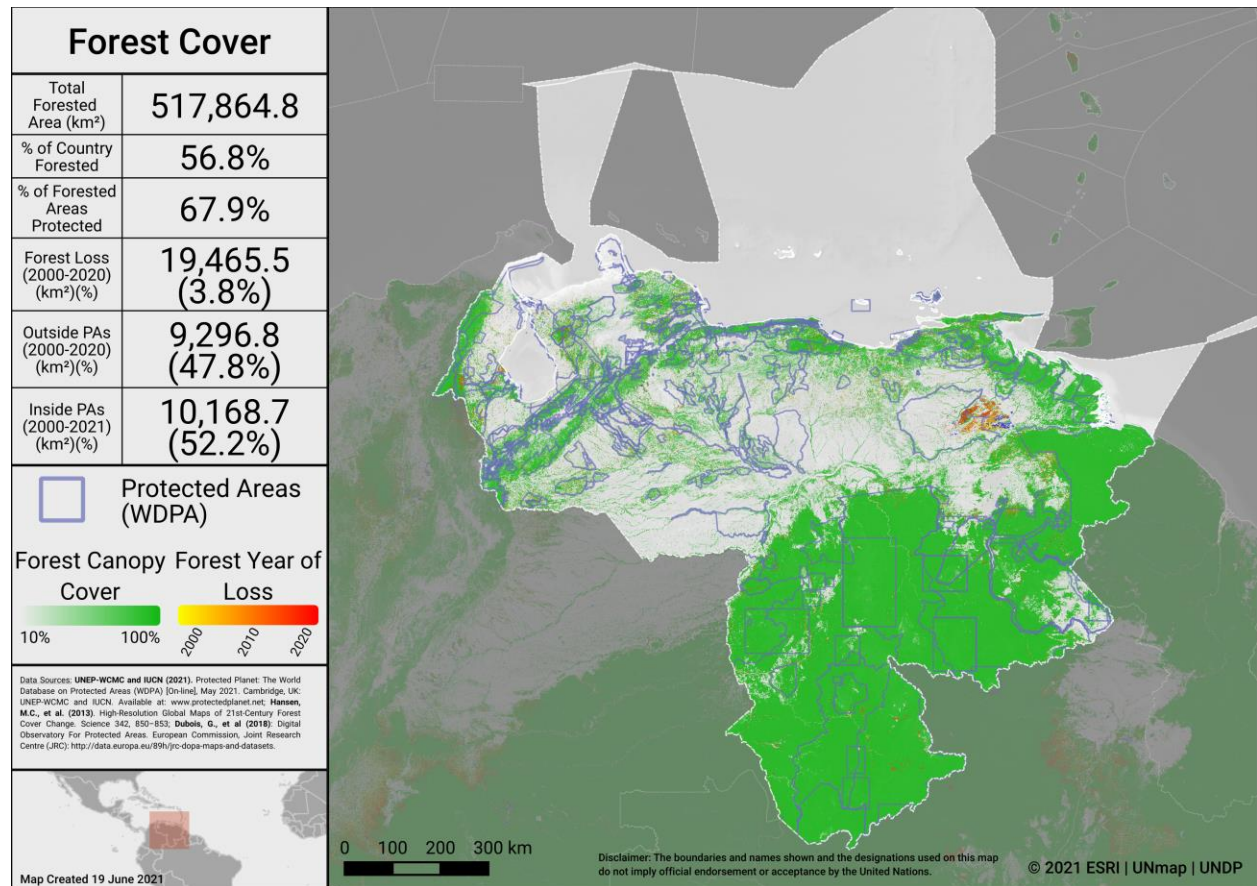 Forest Cover
Total
Forested
Area (km²)
517,864.8
% of Country
Forested
56.8%
% of Forested
Areas
Protected
67.9%
Forest Loss
(2000-2020)
(km²)(%)
19,465.5
(3.8%)
Outside PAs
(2000-2020)
(km²)(%)
9,296.8
(47.8%)
Inside PAs
(2000-2021)
(km²)(%)
10,168.7
(52.2%)
Protected Areas
(WDPA)
Forest Canopy
Cover
10% 100%
Forest Year of
Loss
2000 2010 2020
Data Sources: UNEP-WCMC and IUCN (2021). Protected Planet: The World
Database on Protected Areas (WDPA) [On-line], May 2021. Cambridge, UK:
UNEP-WCMC and IUCN. Available at: www.protectedplanet.net; Hansen,
M.C., et al. (2013). High-Resolution Global Maps of 21st-Century Forest
Cover Change. Science 342, 850–853; Dubois, G., et al (2018): Digital
Observatory For Protected Areas. European Commission, Joint Research
Centre (JRC): http://data.europa.eu/89h/jrc-dopa-maps-and-datasets.
Map Created 19 June 2021
0 100 200 300 km
Disclaimer: The boundaries and names shown and the designations used on this map
do not imply official endorsement or acceptance by the United Nations.
© 2021 ESRI | UNmap | UNDP